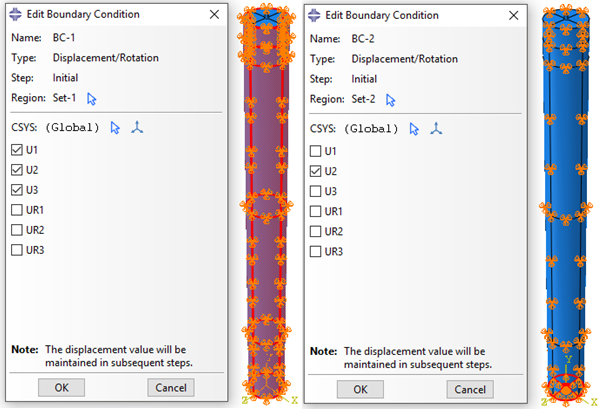 Edit Boundary Condition
Name: BC-1
Type: Displacement/Rotation
Step: Initial
Region: Set-1
CSYS: (Global)
U1
U2
U3
UR1
UR2
UR3
Note: The displacement value will be
maintained in subsequent steps.
OK Cancel
Z X
Edit Boundary Condition
Name: BC-2
Type: Displacement/Rotation
Step: Initial
Region: Set-2
CSYS: (Global)
U1
U2
U3
UR1
UR2
UR3
Note: The displacement value will be
maintained in subsequent steps.
OK Cancel
Y
Z X